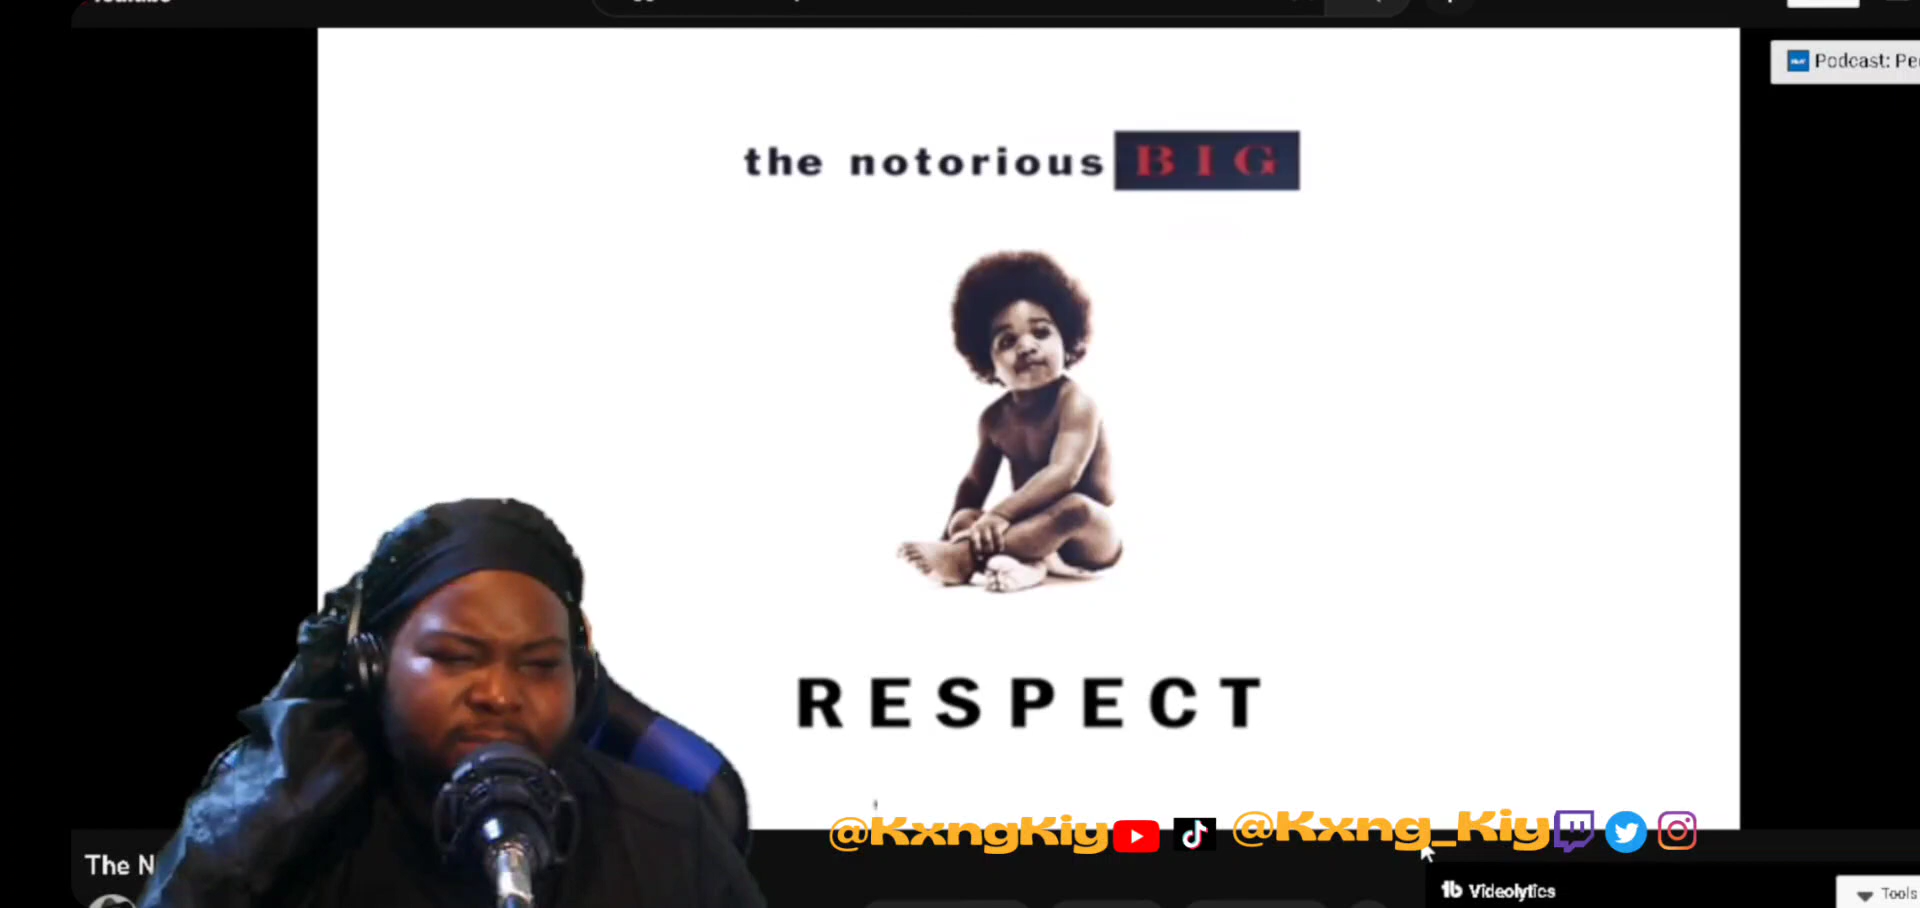 Podcast: Pe
the notorious BIG
RESPECT
@KxngKiy @Kxng_Kiy
The N
Videolytics
Tools